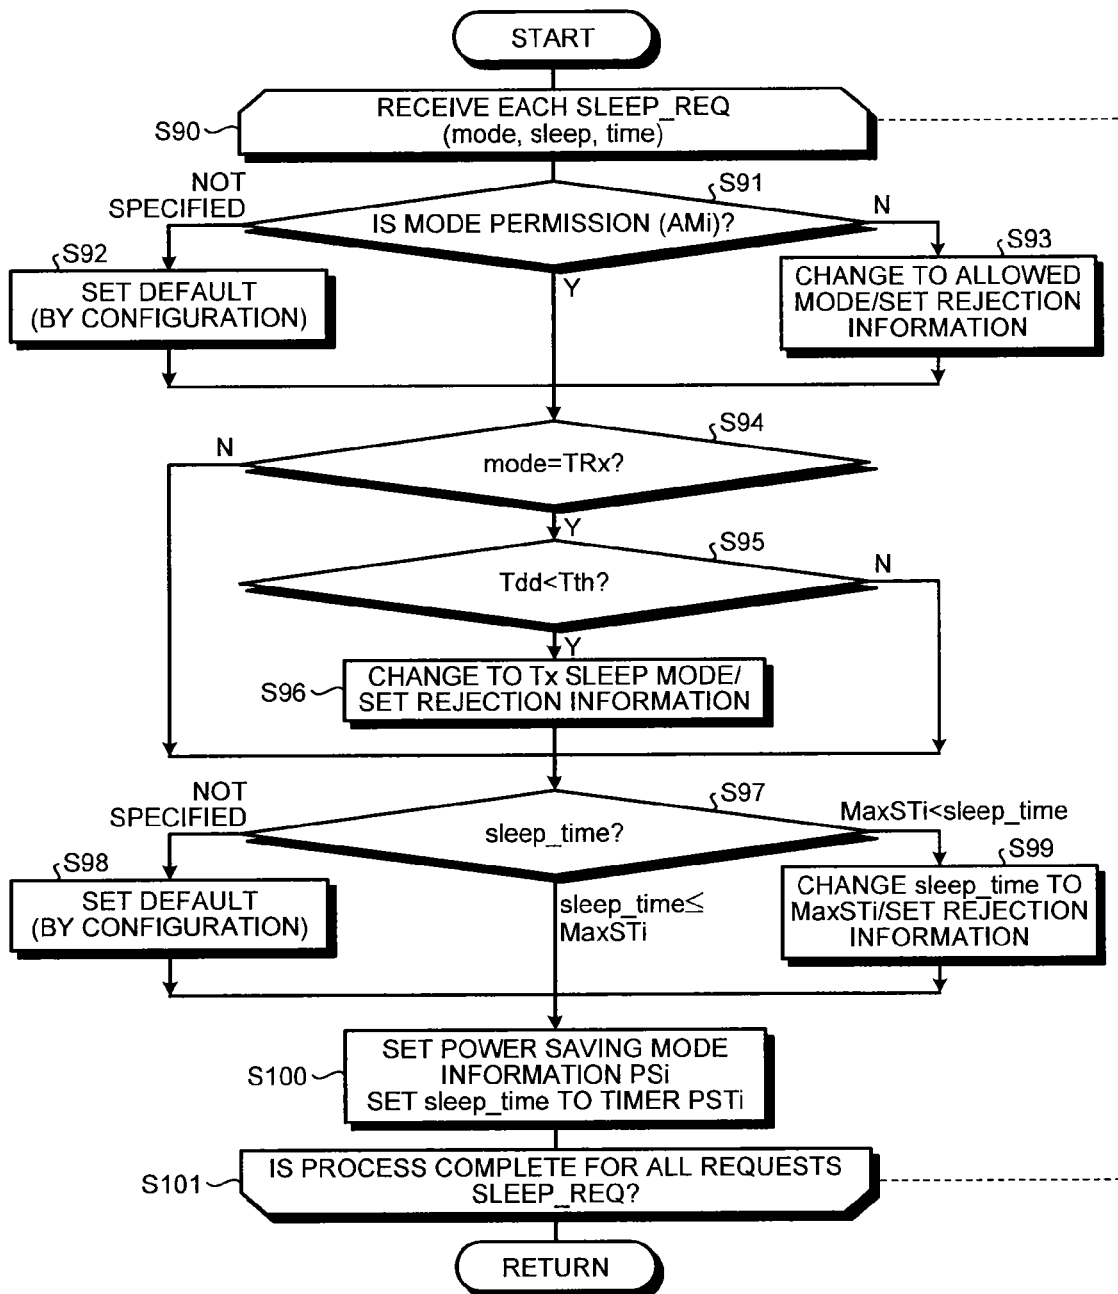 START
RECEIVE EACH SLEEP_REQ
(mode, sleep, time)
S90
S91
NOT
SPECIFIED
IS MODE PERMISSION (AMi)?
N
S92
S93
SET DEFAULT
(BY CONFIGURATION)
Y
CHANGE TO ALLOWED
MODE/SET REJECTION
INFORMATION
S94
N
mode=TRx?
Y
S95
N
Tdd<Tth?
Y
S96
CHANGE TO Tx SLEEP MODE/
SET REJECTION INFORMATION
S97
NOT
SPECIFIED
sleep_time?
MaxSTi<sleep_time
S98
S99
SET DEFAULT
(BY CONFIGURATION)
sleep_time≤
MaxSTi
CHANGE sleep_time TO
MaxSTi/SET REJECTION
INFORMATION
S100
SET POWER SAVING MODE
INFORMATION PSi
SET sleep_time TO TIMER PSTi
S101
IS PROCESS COMPLETE FOR ALL REQUESTS
SLEEP_REQ?
RETURN